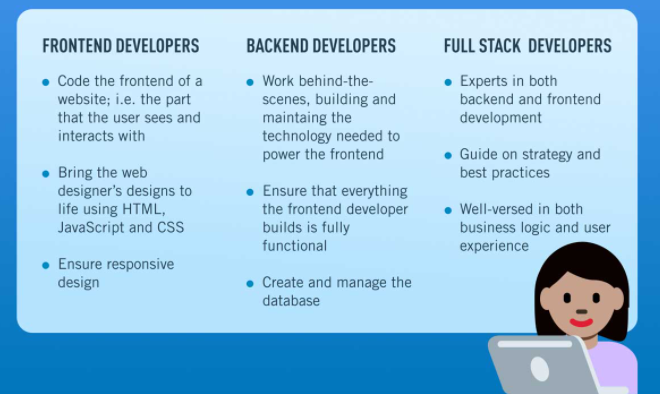 FRONTEND DEVELOPERS
Code the frontend of a
website; i.e. the part
that the user sees and
interacts with
Bring the web
designer's designs to
life using HTML,
JavaScript and CSS
Ensure responsive
design
BACKEND DEVELOPERS
Work behind-the-
scenes, building and
maintaing the
technology needed to
power the frontend
Ensure that everything
the frontend developer
builds is fully
functional
Create and manage the
database
FULL STACK DEVELOPERS
Experts in both
backend and frontend
development
Guide on strategy and
best practices
Well-versed in both
business logic and user
experience